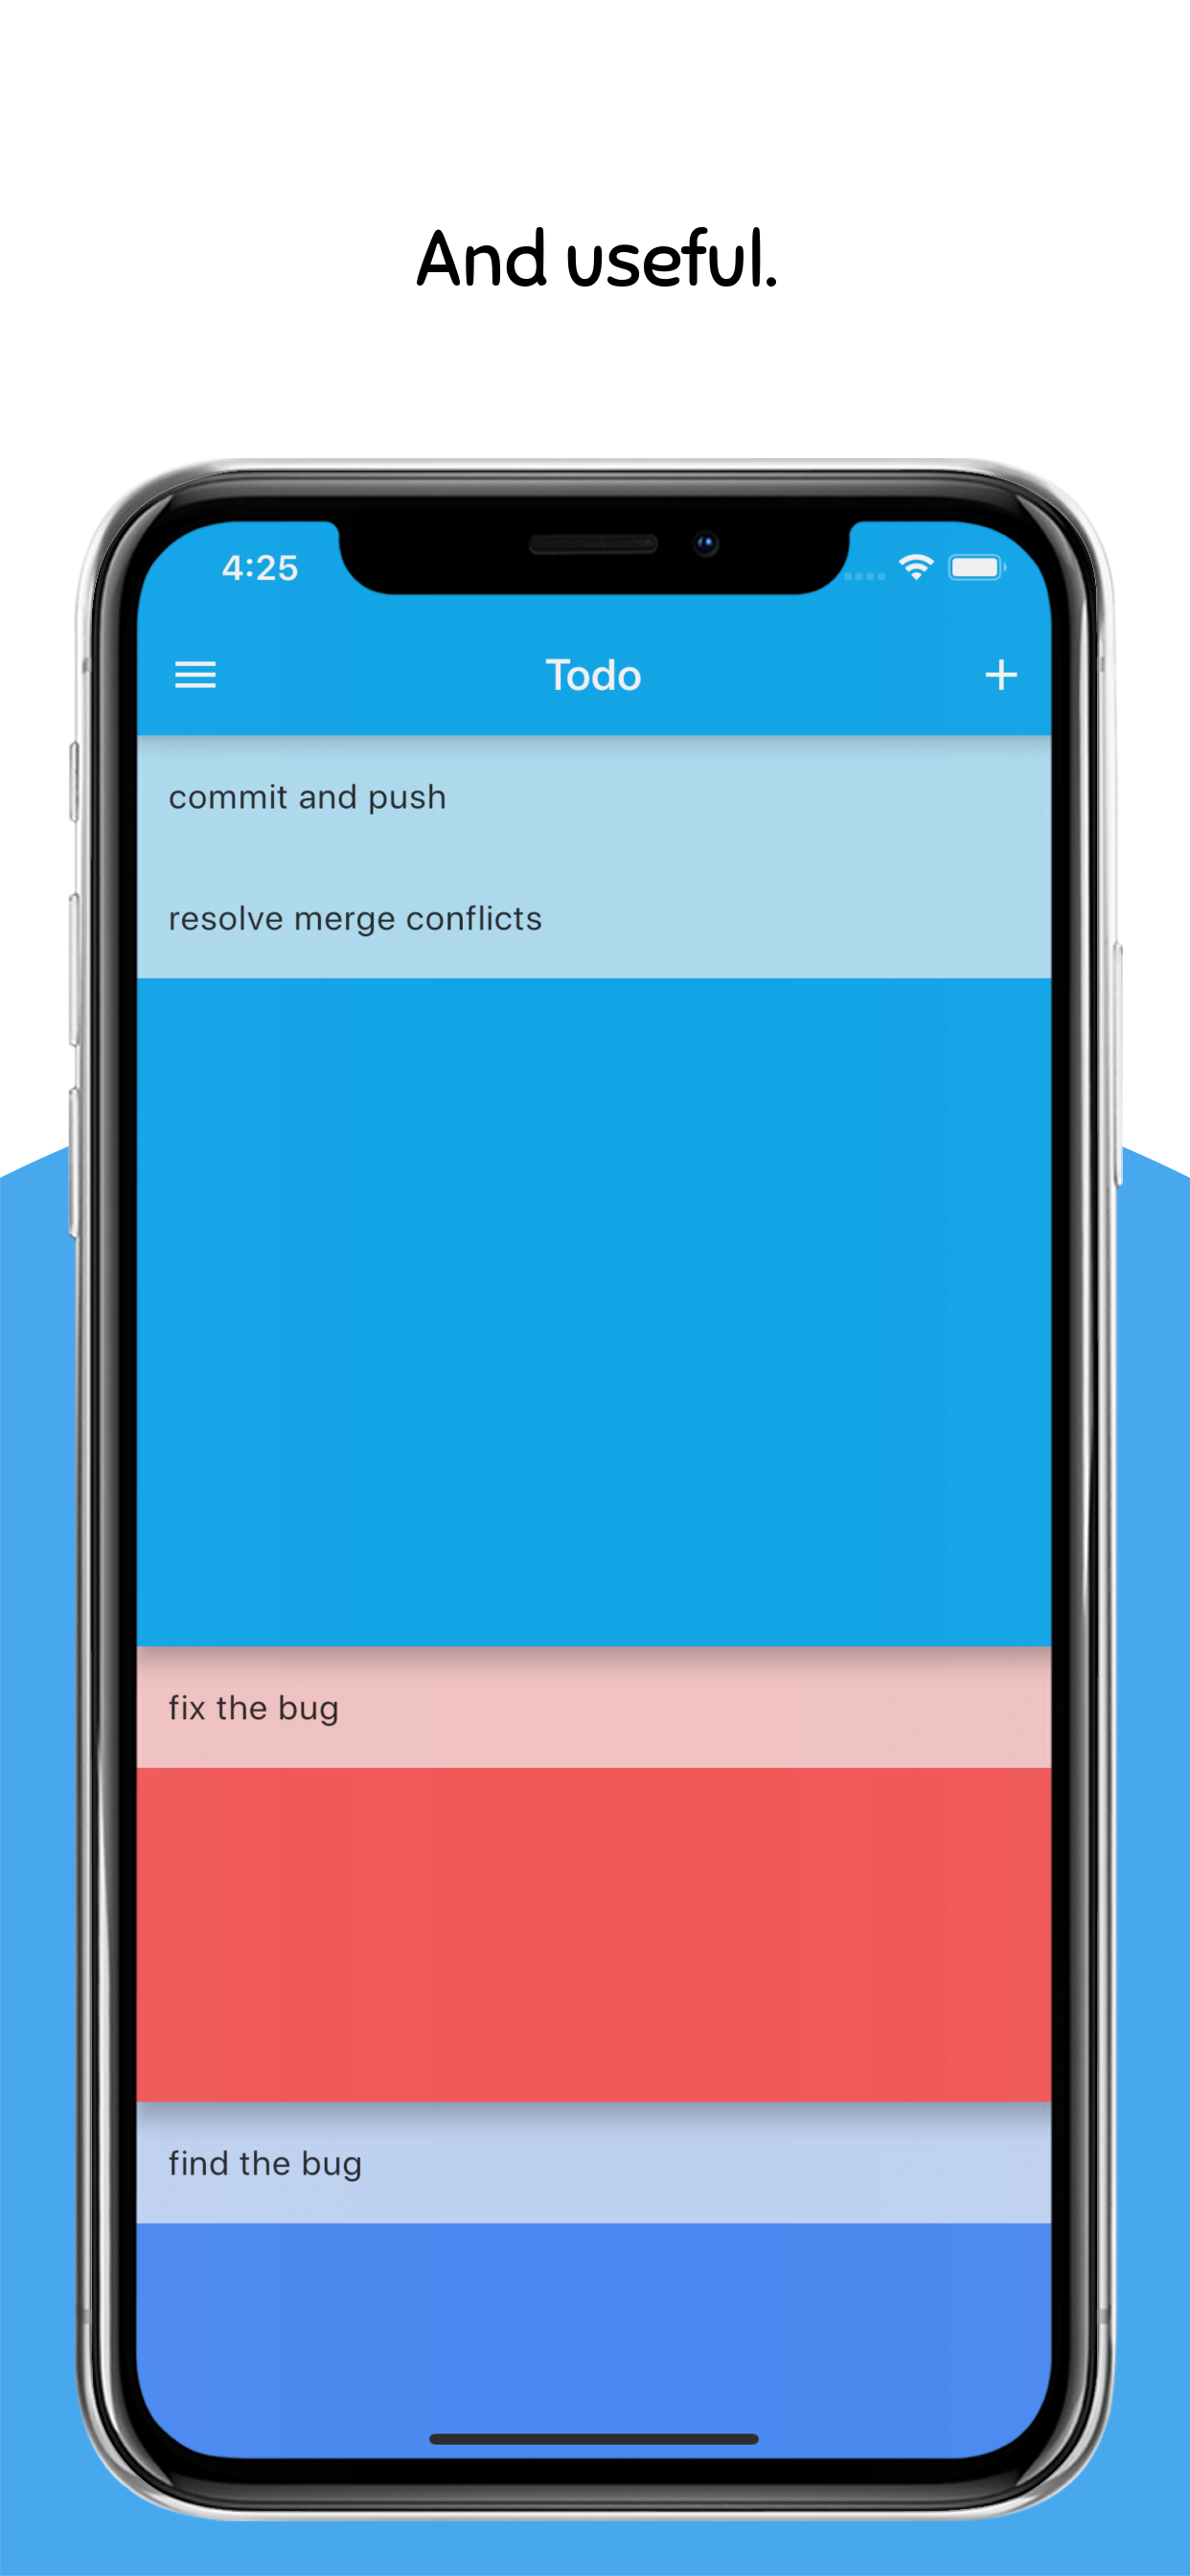 And useful.
4:25
Todo
commit and push
resolve merge conflicts
fix the bug
find the bug